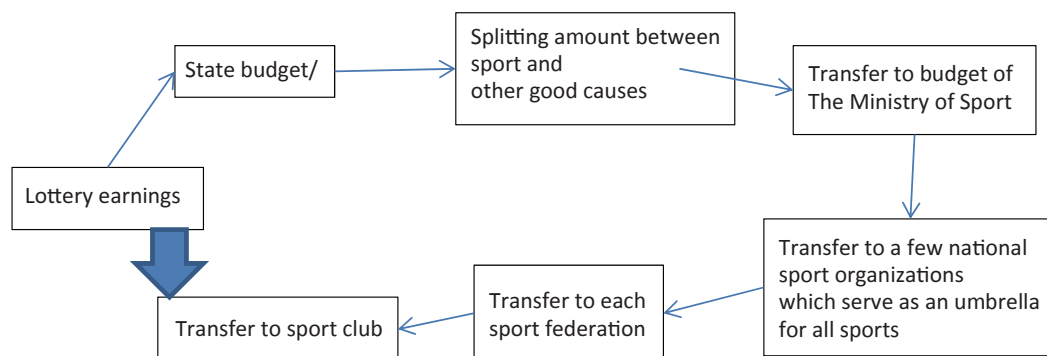 Lottery earnings
State budget/
Splitting amount between
sport and
other good causes
Transfer to budget of
The Ministry of Sport
Transfer to a few national
sport organizations
which serve as an umbrella
for all sports
Transfer to each
sport federation
Transfer to sport club